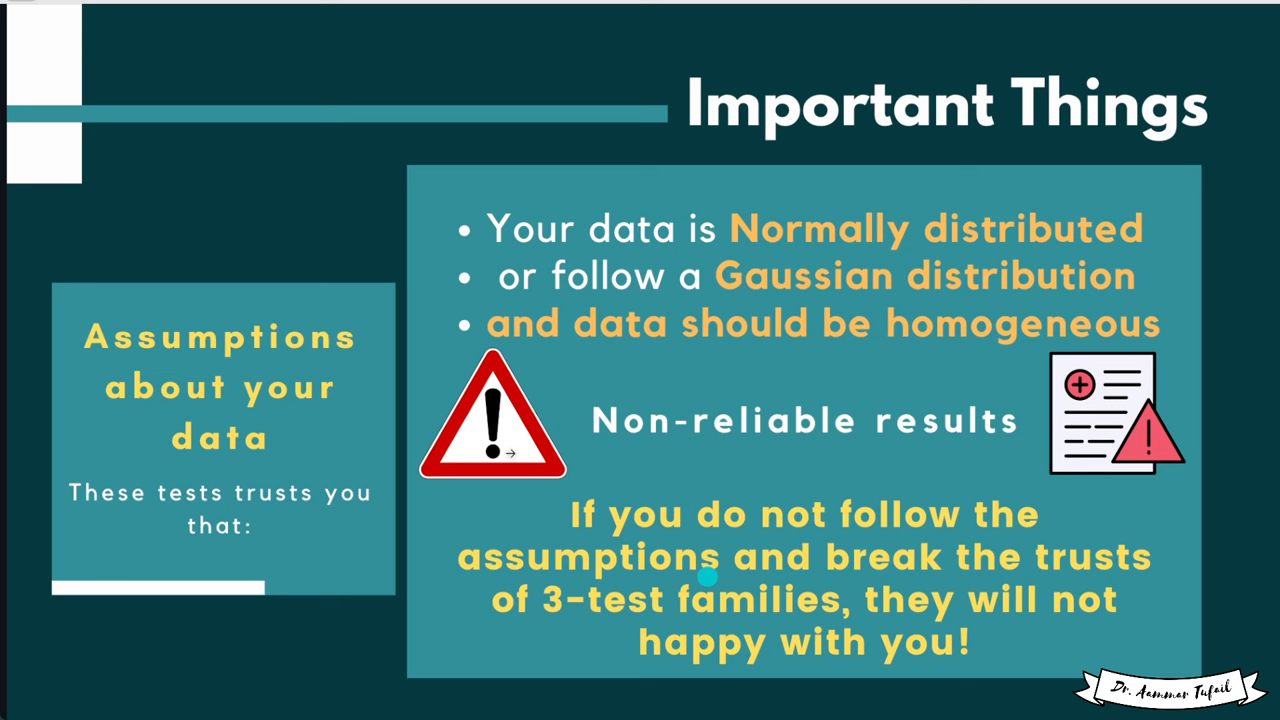 Important Things
Assumptions
about your
data
These tests trusts you
that:
• Your data is Normally distributed
• or follow a Gaussian distribution
• and data should be homogeneous
Non-reliable results
If you do not follow the
assumptions and break the trusts
of 3-test families, they will not
happy with you!
Dr. Aammar Tufail